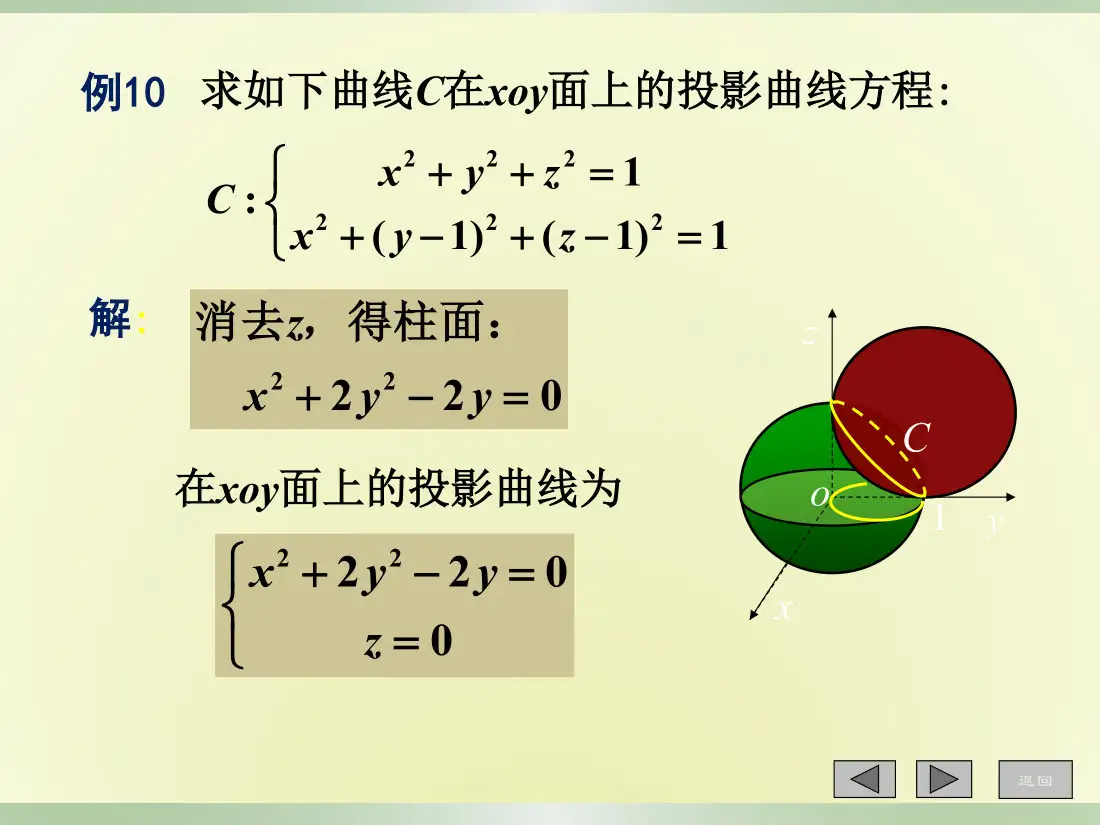 例10 求如下曲线C在xoy面上的投影曲线方程:
C: { x² + y² + z² = 1
x² + (y − 1)² + (z − 1)² = 1
解: 消去z，得柱面：
x² + 2y² − 2y = 0
在xoy面上的投影曲线为
{ x² + 2y² − 2y = 0
z = 0
z
C
o
1
y
x
返回